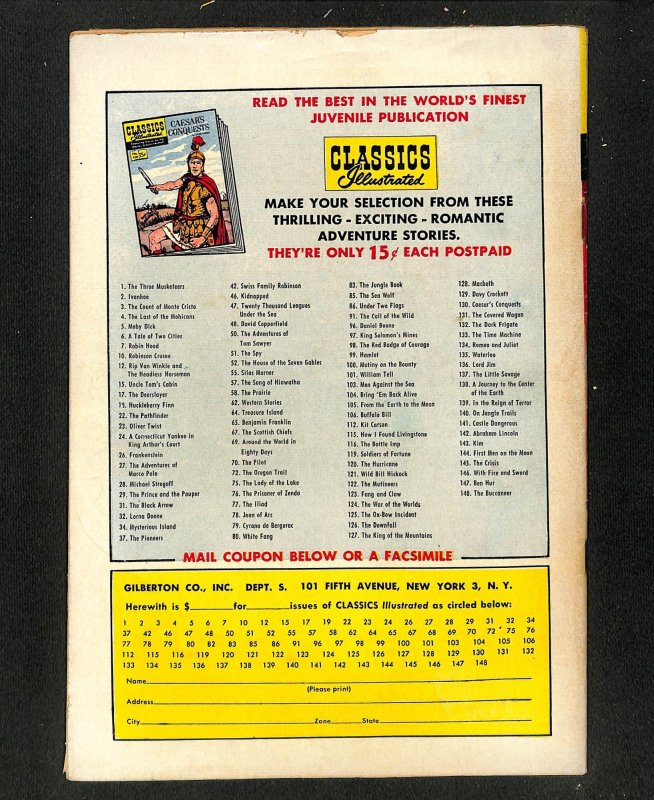 READ THE BEST IN THE WORLD'S FINEST
JUVENILE PUBLICATION
CLASSICS
Illustrated
CAESAR'S
CONQUESTS
CLASSICS
Illustrated
MAKE YOUR SELECTION FROM THESE
THRILLING - EXCITING - ROMANTIC
ADVENTURE STORIES.
THEY'RE ONLY 15¢ EACH POSTPAID
1. The Three Musketeers
2. Ivanhoe
3. The Count of Monte Cristo
4. The Last of the Mohicans
5. Moby Dick
6. A Tale of Two Cities
7. Robin Hood
10. Robinson Crusoe
12. Rip Van Winkle and
The Headless Horseman
15. Uncle Tom's Cabin
17. The Deerslayer
19. Huckleberry Finn
22. The Pathfinder
23. Oliver Twist
24. A Connecticut Yankee in
King Arthur's Court
26. Frankenstein
27. The Adventures of
Marco Polo
28. Michael Strogoff
29. The Prince and the Pauper
31. The Black Arrow
32. Lorna Doone
34. Mysterious Island
37. The Pioneers
42. Swiss Family Robinson
46. Kidnapped
47. Twenty Thousand Leagues
Under the Sea
48. David Copperfield
50. The Adventures of
Tom Sawyer
51. The Spy
52. The House of the Seven Gables
55. Silas Marner
57. The Song of Hiawatha
58. The Prairie
62. Western Stories
64. Treasure Island
65. Benjamin Franklin
67. The Scottish Chiefs
69. Around the World in
Eighty Days
70. The Pilot
72. The Oregon Trail
75. The Lady of the Lake
76. The Prisoner of Zenda
77. The Iliad
78. Joan of Arc
79. Cyrano de Bergerac
80. White Fang
83. The Jungle Book
85. The Sea Wolf
86. Under Two Flags
91. The Call of the Wild
96. Daniel Boone
97. King Solomon's Mines
98. The Red Badge of Courage
99. Hamlet
100. Mutiny on the Bounty
101. William Tell
103. Men Against the Sea
104. Bring 'Em Back Alive
105. From the Earth to the Moon
106. Buffalo Bill
112. Kit Carson
115. How I Found Livingstone
116. The Bottle Imp
119. Soldiers of Fortune
120. The Hurricane
121. Wild Bill Hickock
122. The Mutineers
123. Fang and Claw
124. The War of the Worlds
125. The Ox-Bow Incident
126. The Downfall
127. The King of the Mountains
128. Macbeth
129. Davy Crockett
130. Caesar's Conquests
131. The Covered Wagon
132. The Dark Frigate
133. The Time Machine
134. Romeo and Juliet
135. Waterloo
136. Lord Jim
137. The Little Savage
138. A Journey to the Center
of the Earth
139. In the Reign of Terror
140. On Jungle Trails
141. Castle Dangerous
142. Abraham Lincoln
143. Kim
144. First Men on the Moon
145. The Crisis
146. With Fire and Sword
147. Ben Hur
148. The Buccaneer
MAIL COUPON BELOW OR A FACSIMILE
GILBERTON CO., INC. DEPT. S. 101 FIFTH AVENUE, NEW YORK 3, N. Y.
Herewith is $ for issues of CLASSICS Illustrated as circled below:
1 2 3 4 5 6 7 10 12 15 17 19 22 23 24 26 27 28 29 31 32 34
37 42 46 47 48 50 51 52 55 57 58 62 64 65 67 68 69 70 72 75 76
77 78 79 80 83 85 86 91 96 97 98 99 100 101 103 104 105 106
112 115 116 119 120 121 122 123 124 125 126 127 128 129 130 131 132
133 134 135 136 137 138 139 140 141 142 143 144 145 146 147 148
Name
(Please print)
Address
City Zone State